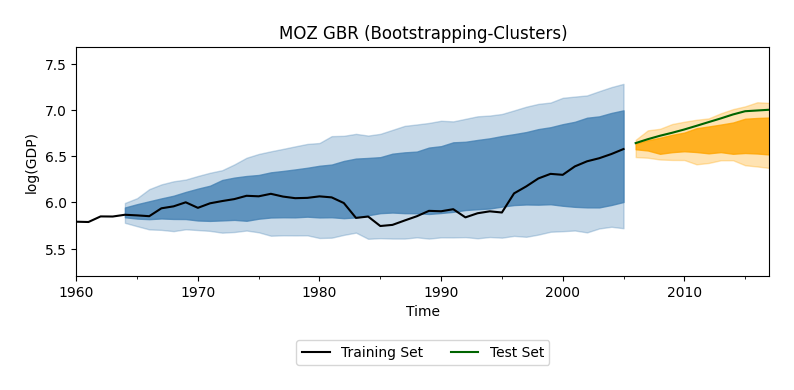 MOZ GBR (Bootstrapping-Clusters)
log(GDP)
7.5
7.0
6.5
6.0
5.5
1960 1970 1980 1990 2000 2010
Time
Training Set Test Set